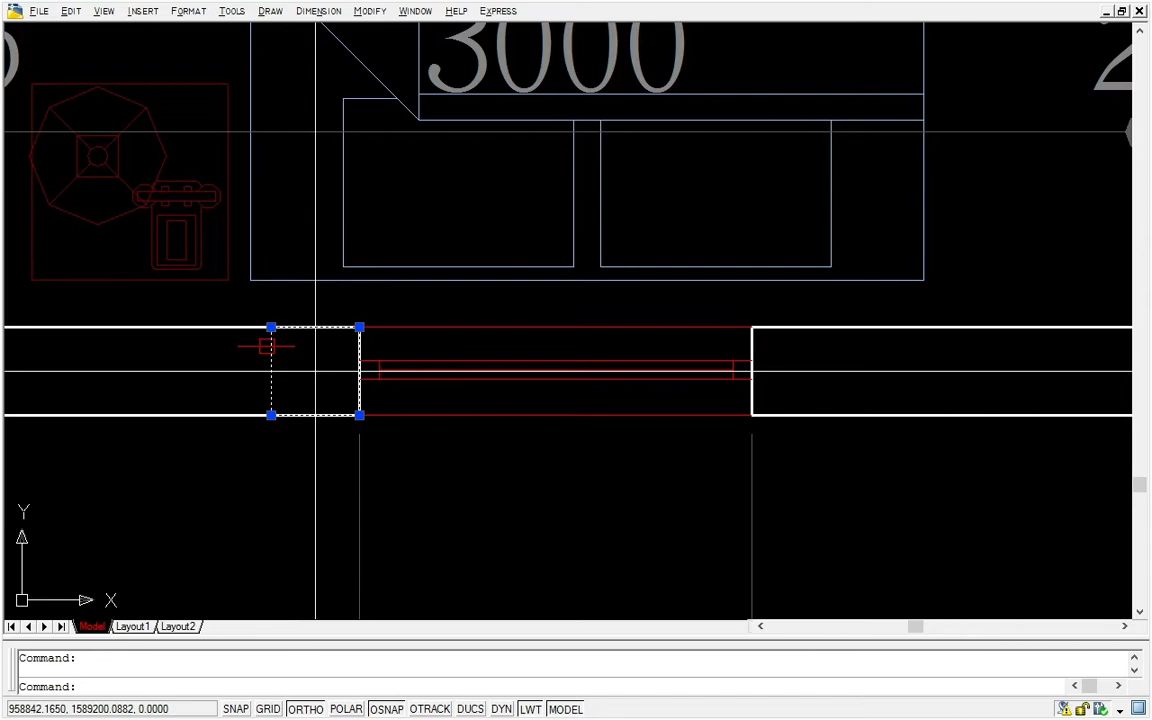 FILE EDIT VIEW INSERT FORMAT TOOLS DRAW DIMENSION MODIFY WINDOW HELP EXPRESS
3000
Y
X
Model Layout1 Layout2
Command:
Command:
958842.1650, 1589200.0882, 0.0000 SNAP GRID ORTHO POLAR OSNAP OTRACK DUCS DYN LWT MODEL